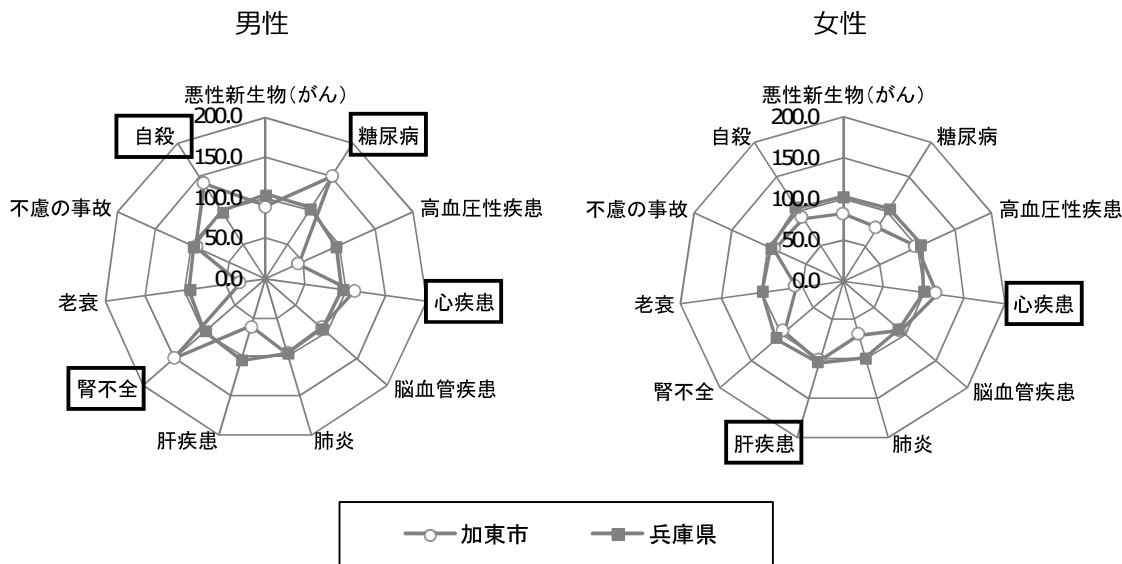 男性
悪性新生物（がん）
200.0
150.0
100.0
50.0
0.0
自殺
糖尿病
不慮の事故
高血圧性疾患
老衰
心疾患
腎不全
脳血管疾患
肝疾患
肺炎
女性
悪性新生物（がん）
200.0
150.0
100.0
50.0
0.0
自殺
糖尿病
不慮の事故
高血圧性疾患
老衰
心疾患
腎不全
脳血管疾患
肝疾患
肺炎
加東市
兵庫県